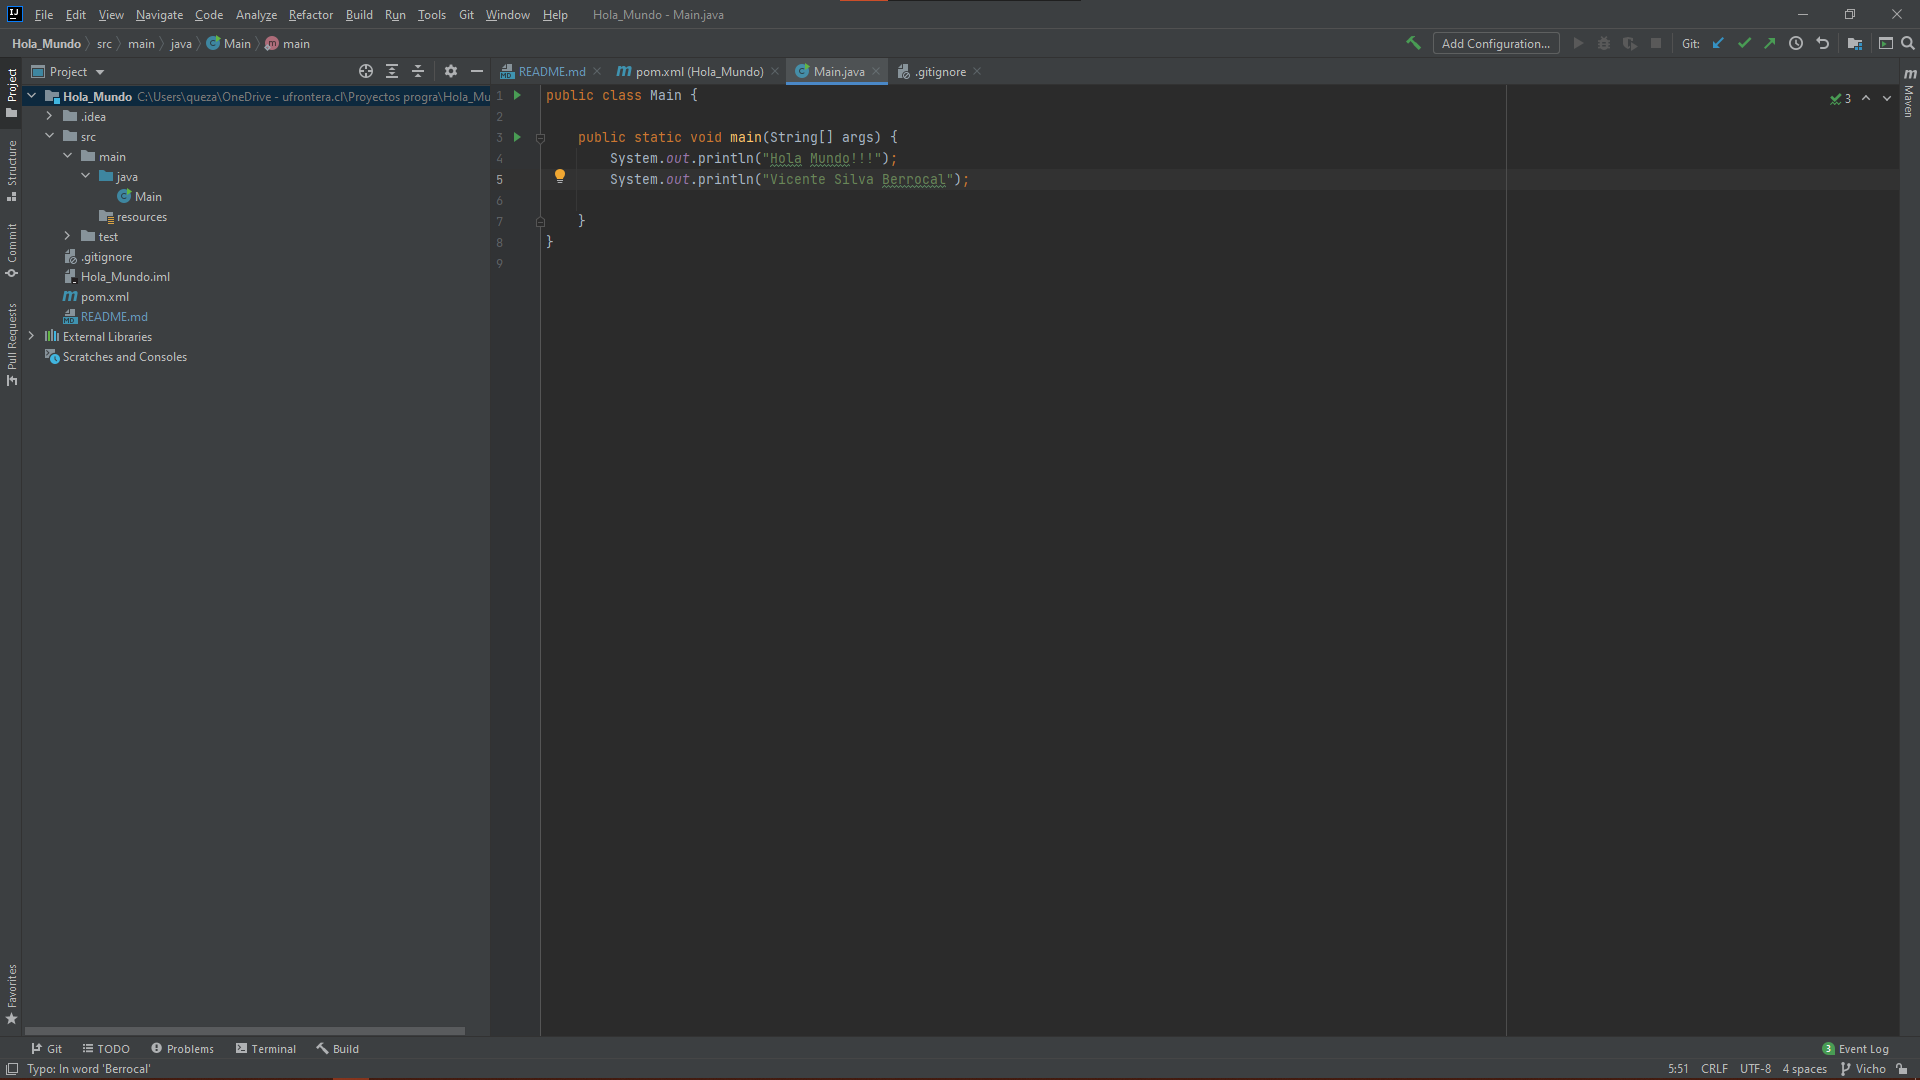 File Edit View Navigate Code Analyze Refactor Build Run Tools Git Window Help Hola_Mundo - Main.java
Hola_Mundo src main java Main main Add Configuration... Git:
Project
README.md pom.xml (Hola_Mundo) Main.java .gitignore
Hola_Mundo C:\Users\queza\OneDrive - ufrontera.cl\Proyectos progra\Hola_Mu
.idea
src
main
java
Main
resources
test
.gitignore
Hola_Mundo.iml
pom.xml
README.md
External Libraries
Scratches and Consoles
1 public class Main {
2
3 public static void main(String[] args) {
4 System.out.println("Hola Mundo!!!");
5 System.out.println("Vicente Silva Berrocal");
6
7 }
8 }
9
3
Project
Structure
Commit
Pull Requests
Favorites
Maven
Git TODO Problems Terminal Build 3 Event Log
Typo: In word 'Berrocal' 5:51 CRLF UTF-8 4 spaces Vicho